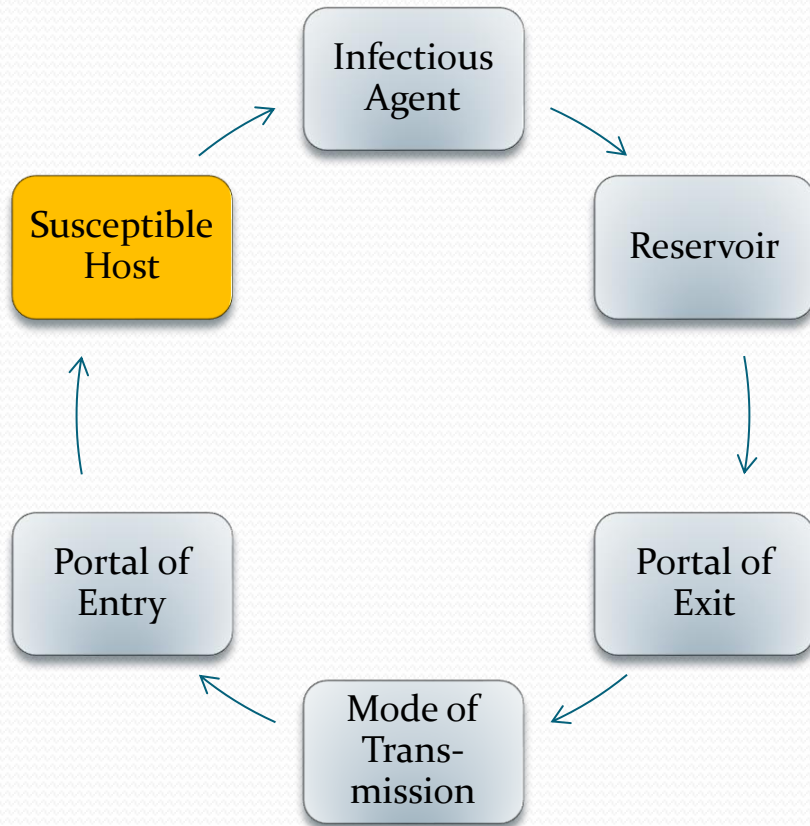 Infectious
Agent
Reservoir
Portal of
Exit
Mode of
Trans-
mission
Portal of
Entry
Susceptible
Host